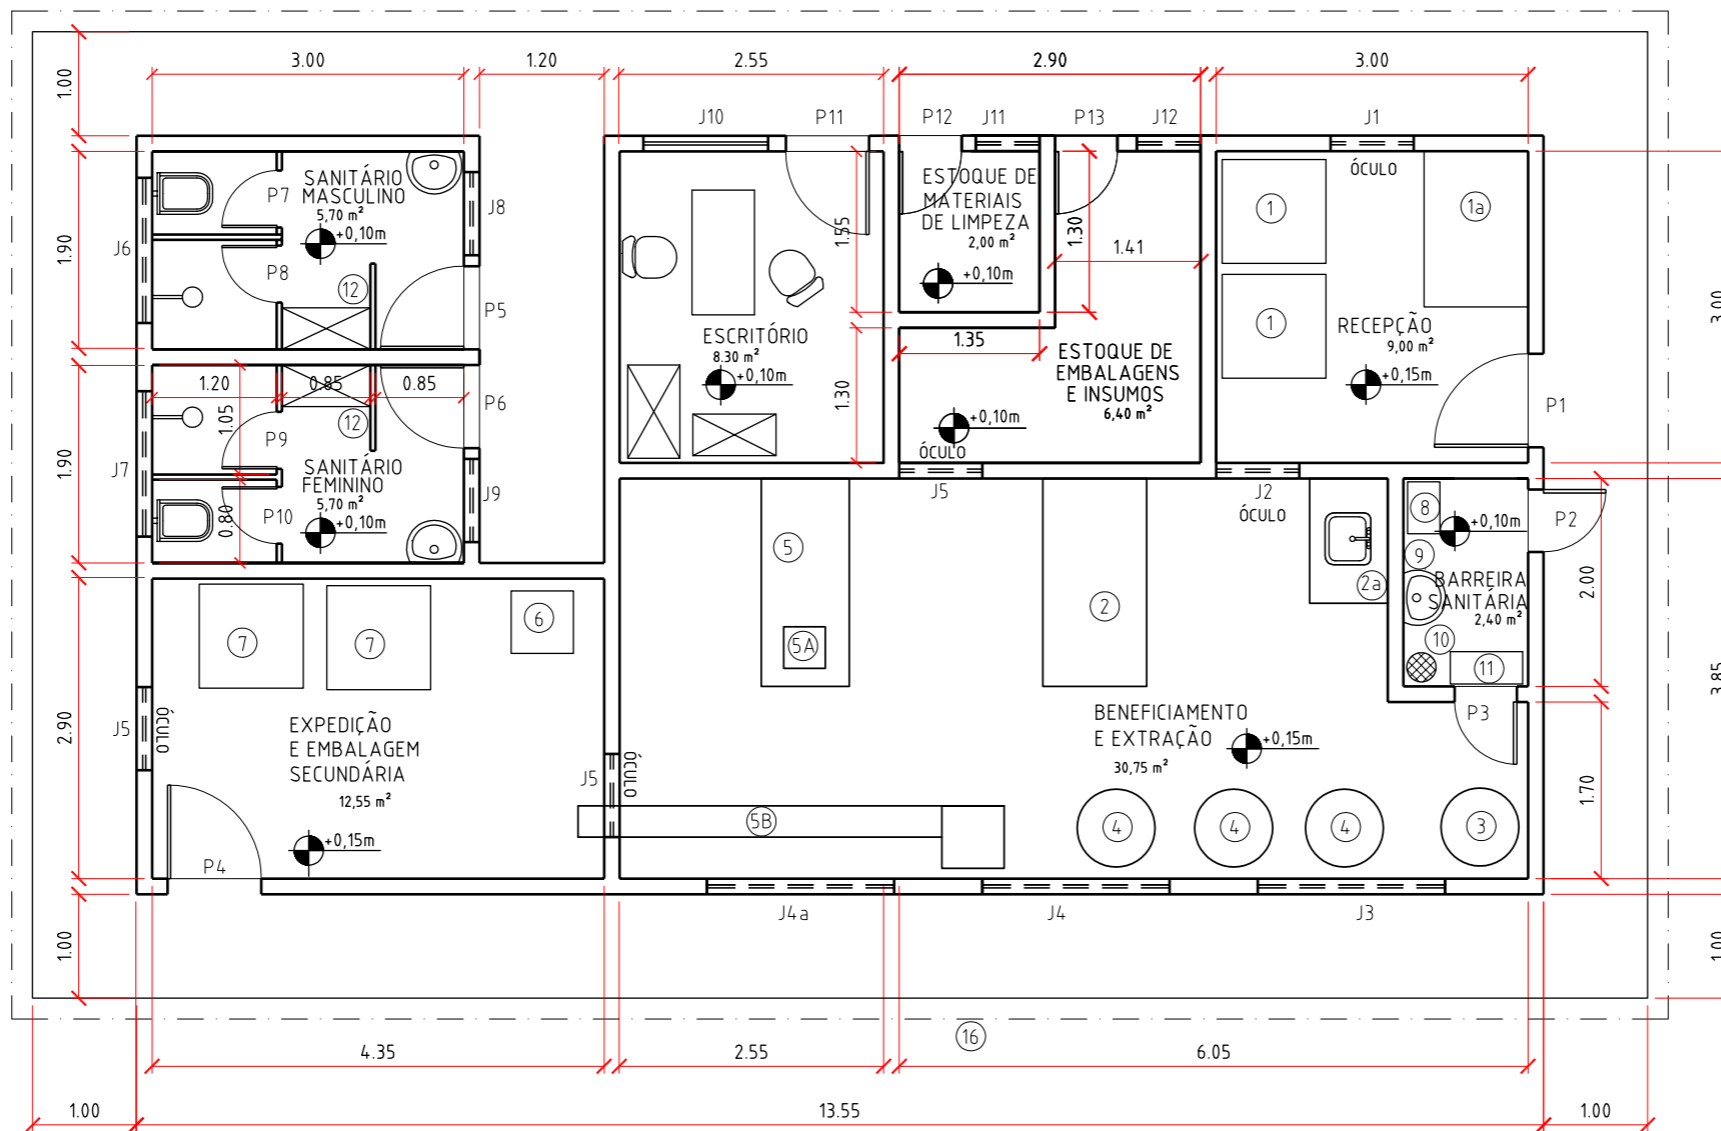 3.00
1.20
2.55
2.90
3.00
1.00
J10
P11
P12
J11
P13
J12
J1
ÓCULO
SANITÁRIO
MASCULINO
5,70 m²
+0,10m
P7
P8
J6
J8
12
P5
1.90
ESTOQUE DE
MATERIAIS
DE LIMPEZA
2,00 m²
+0,10m
1.55
1.30
1.41
1
1a
1
RECEPÇÃO
9,00 m²
+0,15m
3.00
P1
ESCRITÓRIO
8.30 m²
+0,10m
1.35
1.30
ESTOQUE DE
EMBALAGENS
E INSUMOS
6,40 m²
+0,10m
ÓCULO
1.20
0.85
0.85
1.05
12
P6
P9
J7
1.90
SANITÁRIO
FEMININO
5,70 m²
+0,10m
P10
0.80
J9
J5
J2
ÓCULO
5
5A
2
2a
8
+0,10m
P2
9
BARREIRA
SANITÁRIA
2,40 m²
10
11
2.00
P3
3.85
7
7
6
2.90
J5
ÓCULO
EXPEDIÇÃO
E EMBALAGEM
SECUNDÁRIA
12,55 m²
+0,15m
P4
J5
ÓCULO
5B
BENEFICIAMENTO
E EXTRAÇÃO
30,75 m²
+0,15m
4
4
4
3
1.70
1.00
J4a
J4
J3
1.00
16
4.35
2.55
6.05
1.00
13.55
1.00